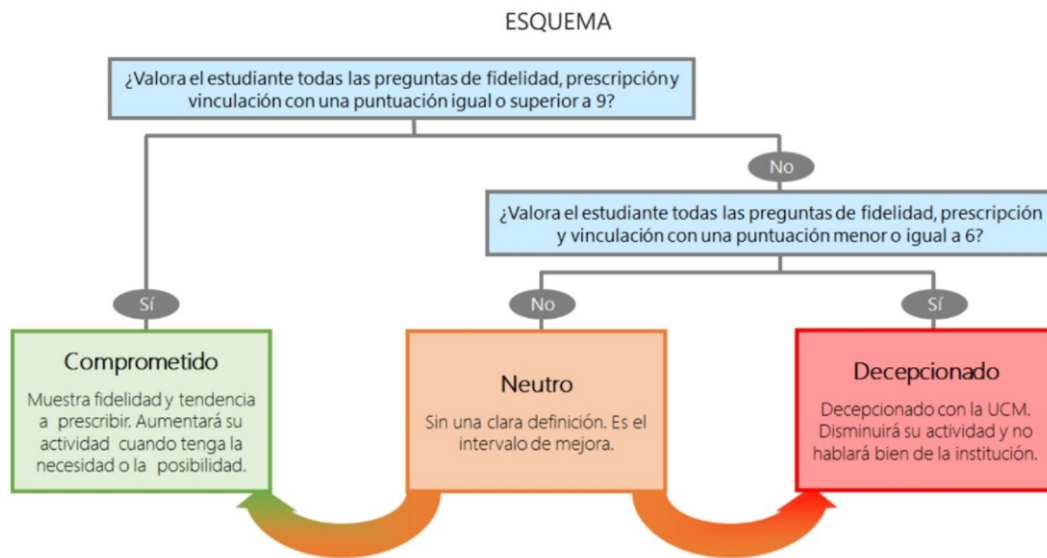 ESQUEMA
¿Valora el estudiante todas las preguntas de fidelidad, prescripción y
vinculación con una puntuación igual o superior a 9?
No
¿Valora el estudiante todas las preguntas de fidelidad, prescripción
y vinculación con una puntuación menor o igual a 6?
Sí
No
Sí
Comprometido
Muestra fidelidad y tendencia
a prescribir. Aumentará su
actividad cuando tenga la
necesidad o la posibilidad.
Neutro
Sin una clara definición. Es el
intervalo de mejora.
Decepcionado
Decepcionado con la UCM.
Disminuirá su actividad y no
hablará bien de la institución.